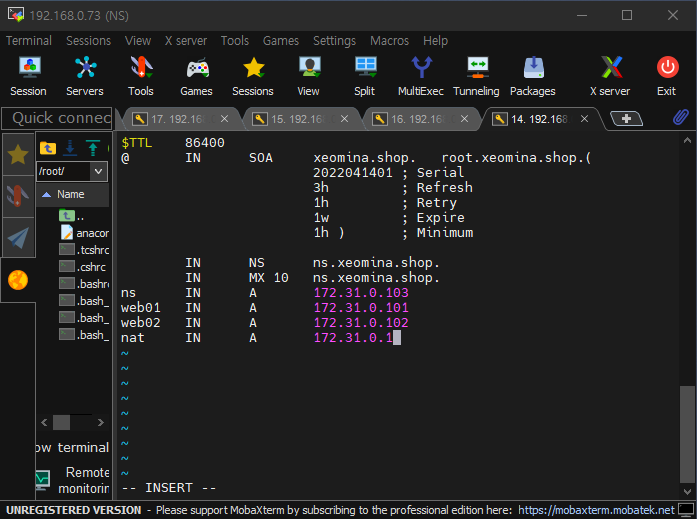 192.168.0.73 (NS)
Terminal Sessions View X server Tools Games Settings Macros Help
Session Servers Tools Games Sessions View Split MultiExec Tunneling Packages X server Exit
Quick connec
17. 192.16
15. 192.16
16. 192.16
14. 192.168
/root/
Name
..
anacon
.tcshrc
.cshrc
.bashrc
.bash_
.bash_
.bash_
ow terminal
Remote
monitorin
$TTL 86400
@ IN SOA xeomina.shop. root.xeomina.shop.(
2022041401 ; Serial
3h ; Refresh
1h ; Retry
1w ; Expire
1h ) ; Minimum
IN NS ns.xeomina.shop.
IN MX 10 ns.xeomina.shop.
ns IN A 172.31.0.103
web01 IN A 172.31.0.101
web02 IN A 172.31.0.102
nat IN A 172.31.0.1
~
~
~
~
~
~
~
~
~
-- INSERT --
UNREGISTERED VERSION - Please support MobaXterm by subscribing to the professional edition here: https://mobaxterm.mobatek.net